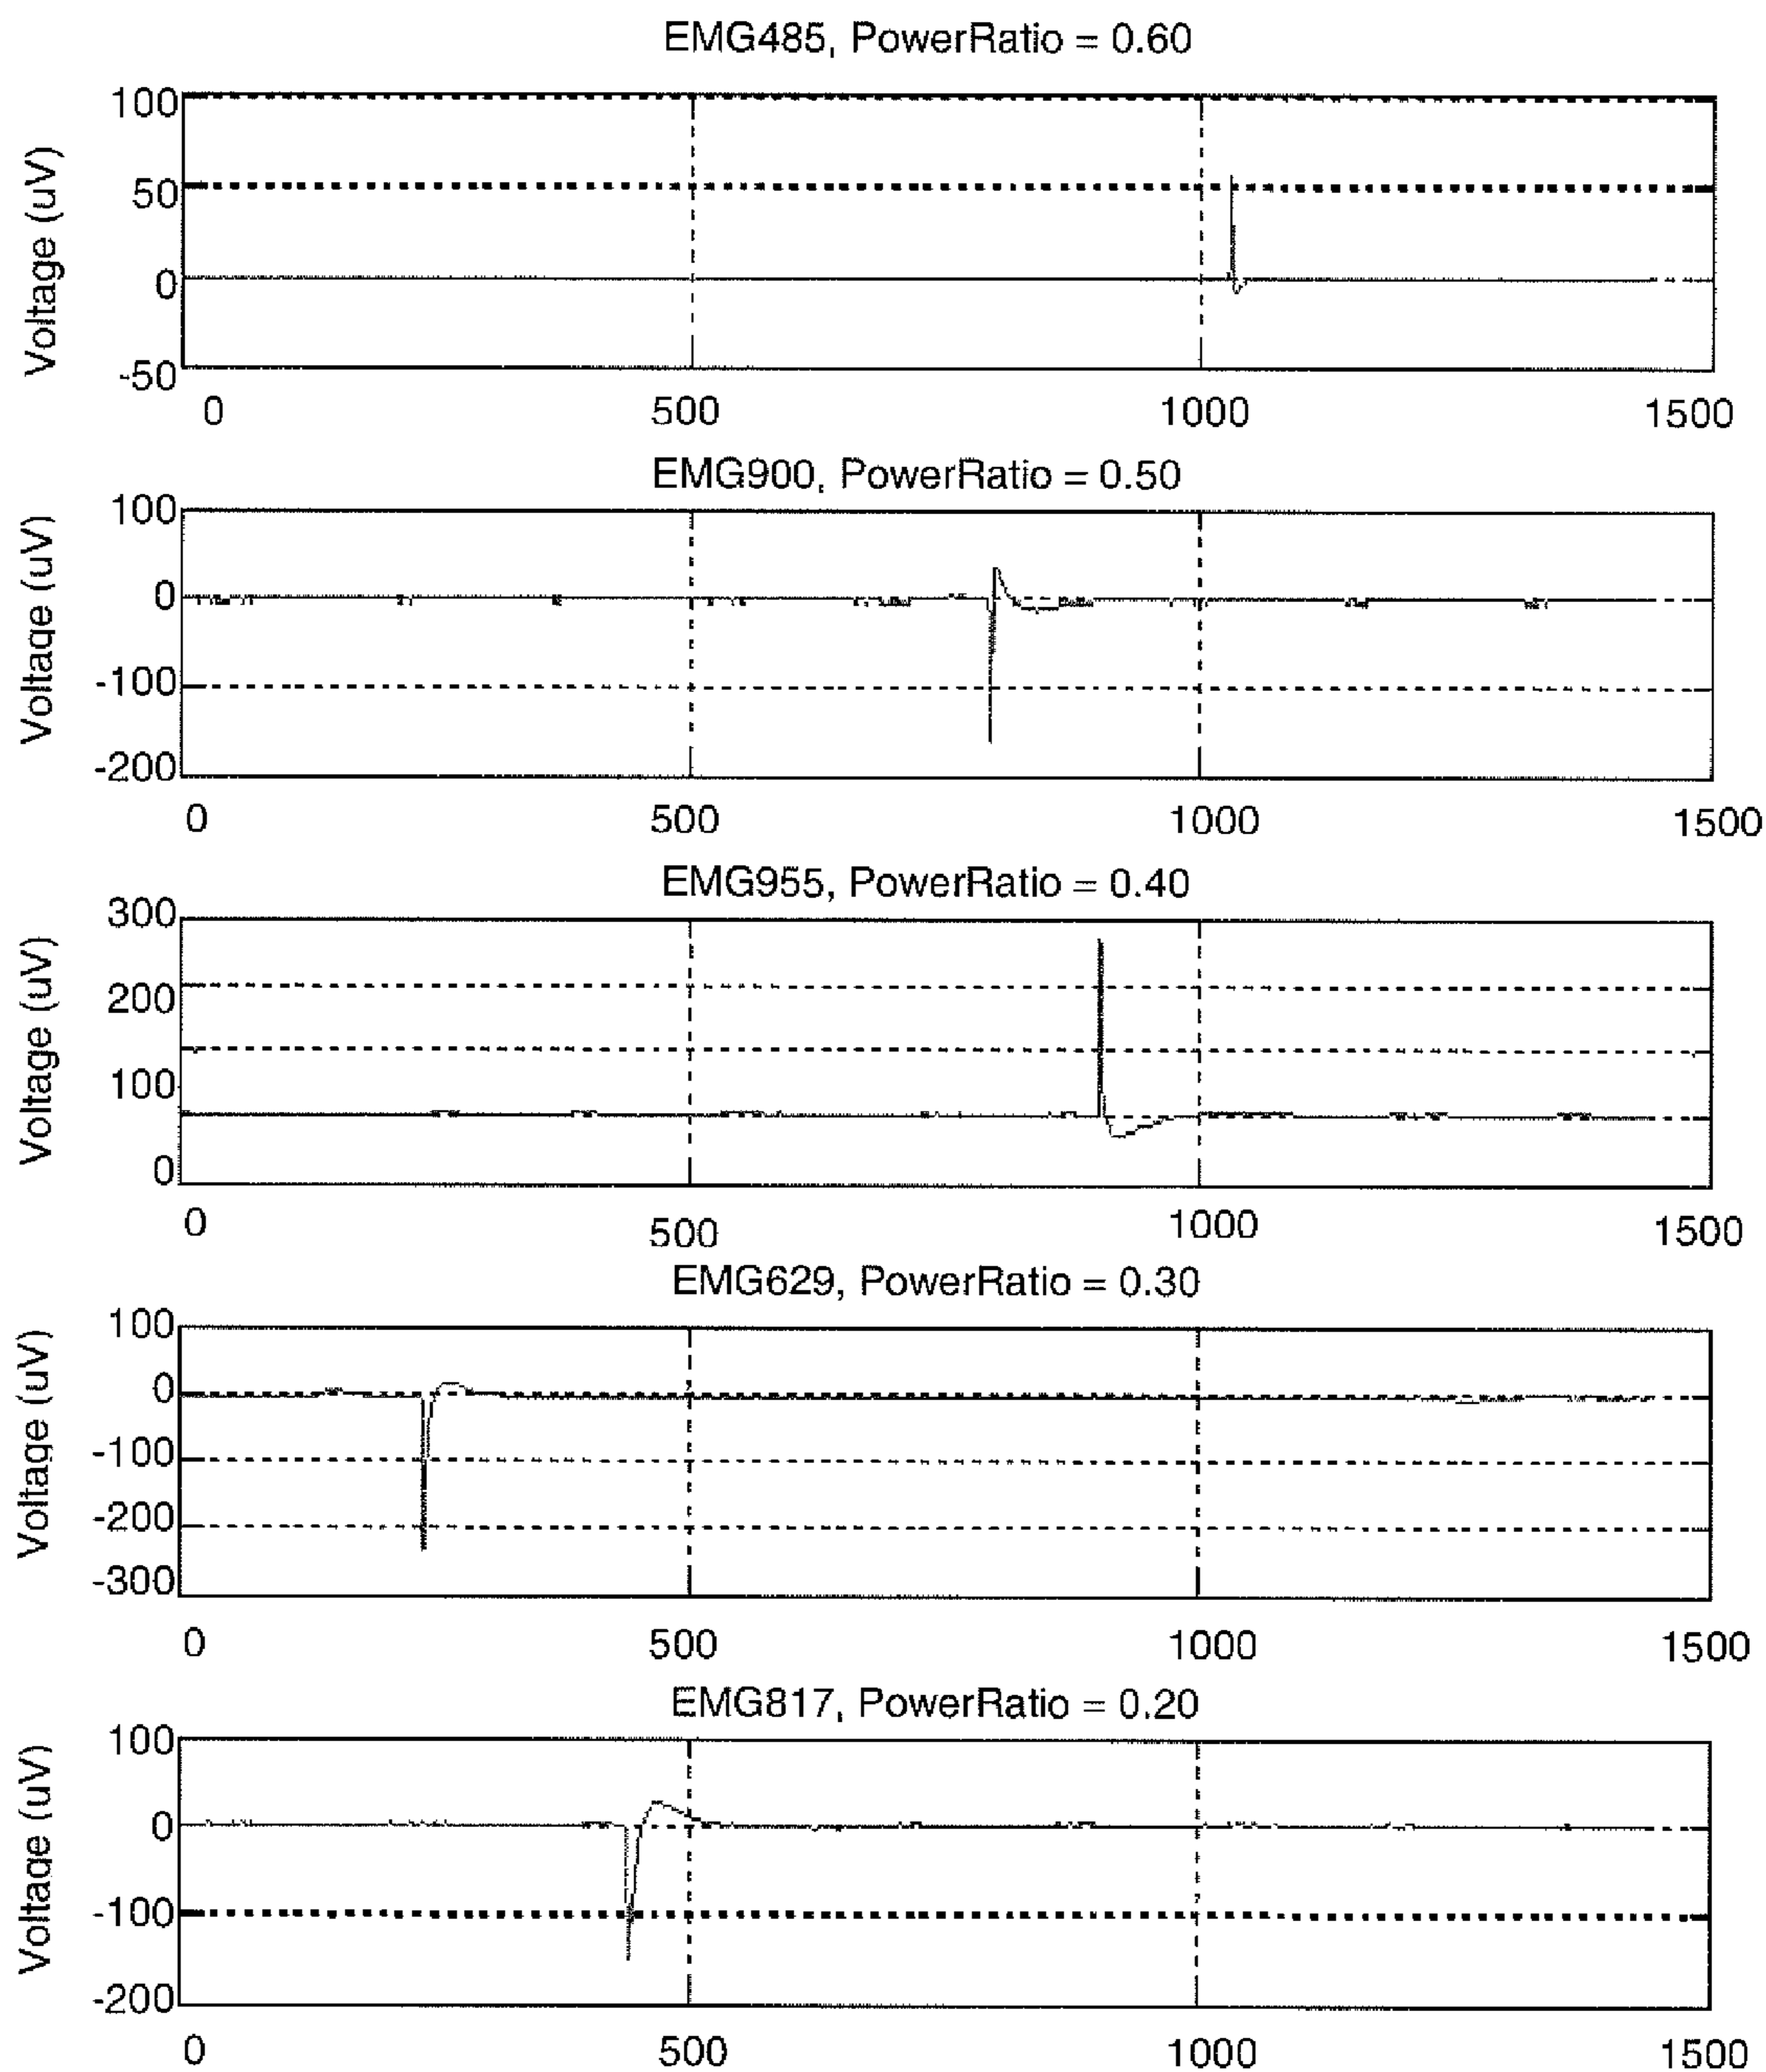 EMG485, PowerRatio = 0.60
Voltage (uV)
100
50
0
-50
0 500 1000 1500
EMG900, PowerRatio = 0.50
Voltage (uV)
100
0
-100
-200
0 500 1000 1500
EMG955, PowerRatio = 0.40
Voltage (uV)
300
200
100
0
0 500 1000 1500
EMG629, PowerRatio = 0.30
Voltage (uV)
100
0
-100
-200
-300
0 500 1000 1500
EMG817, PowerRatio = 0.20
Voltage (uV)
100
0
-100
-200
0 500 1000 1500